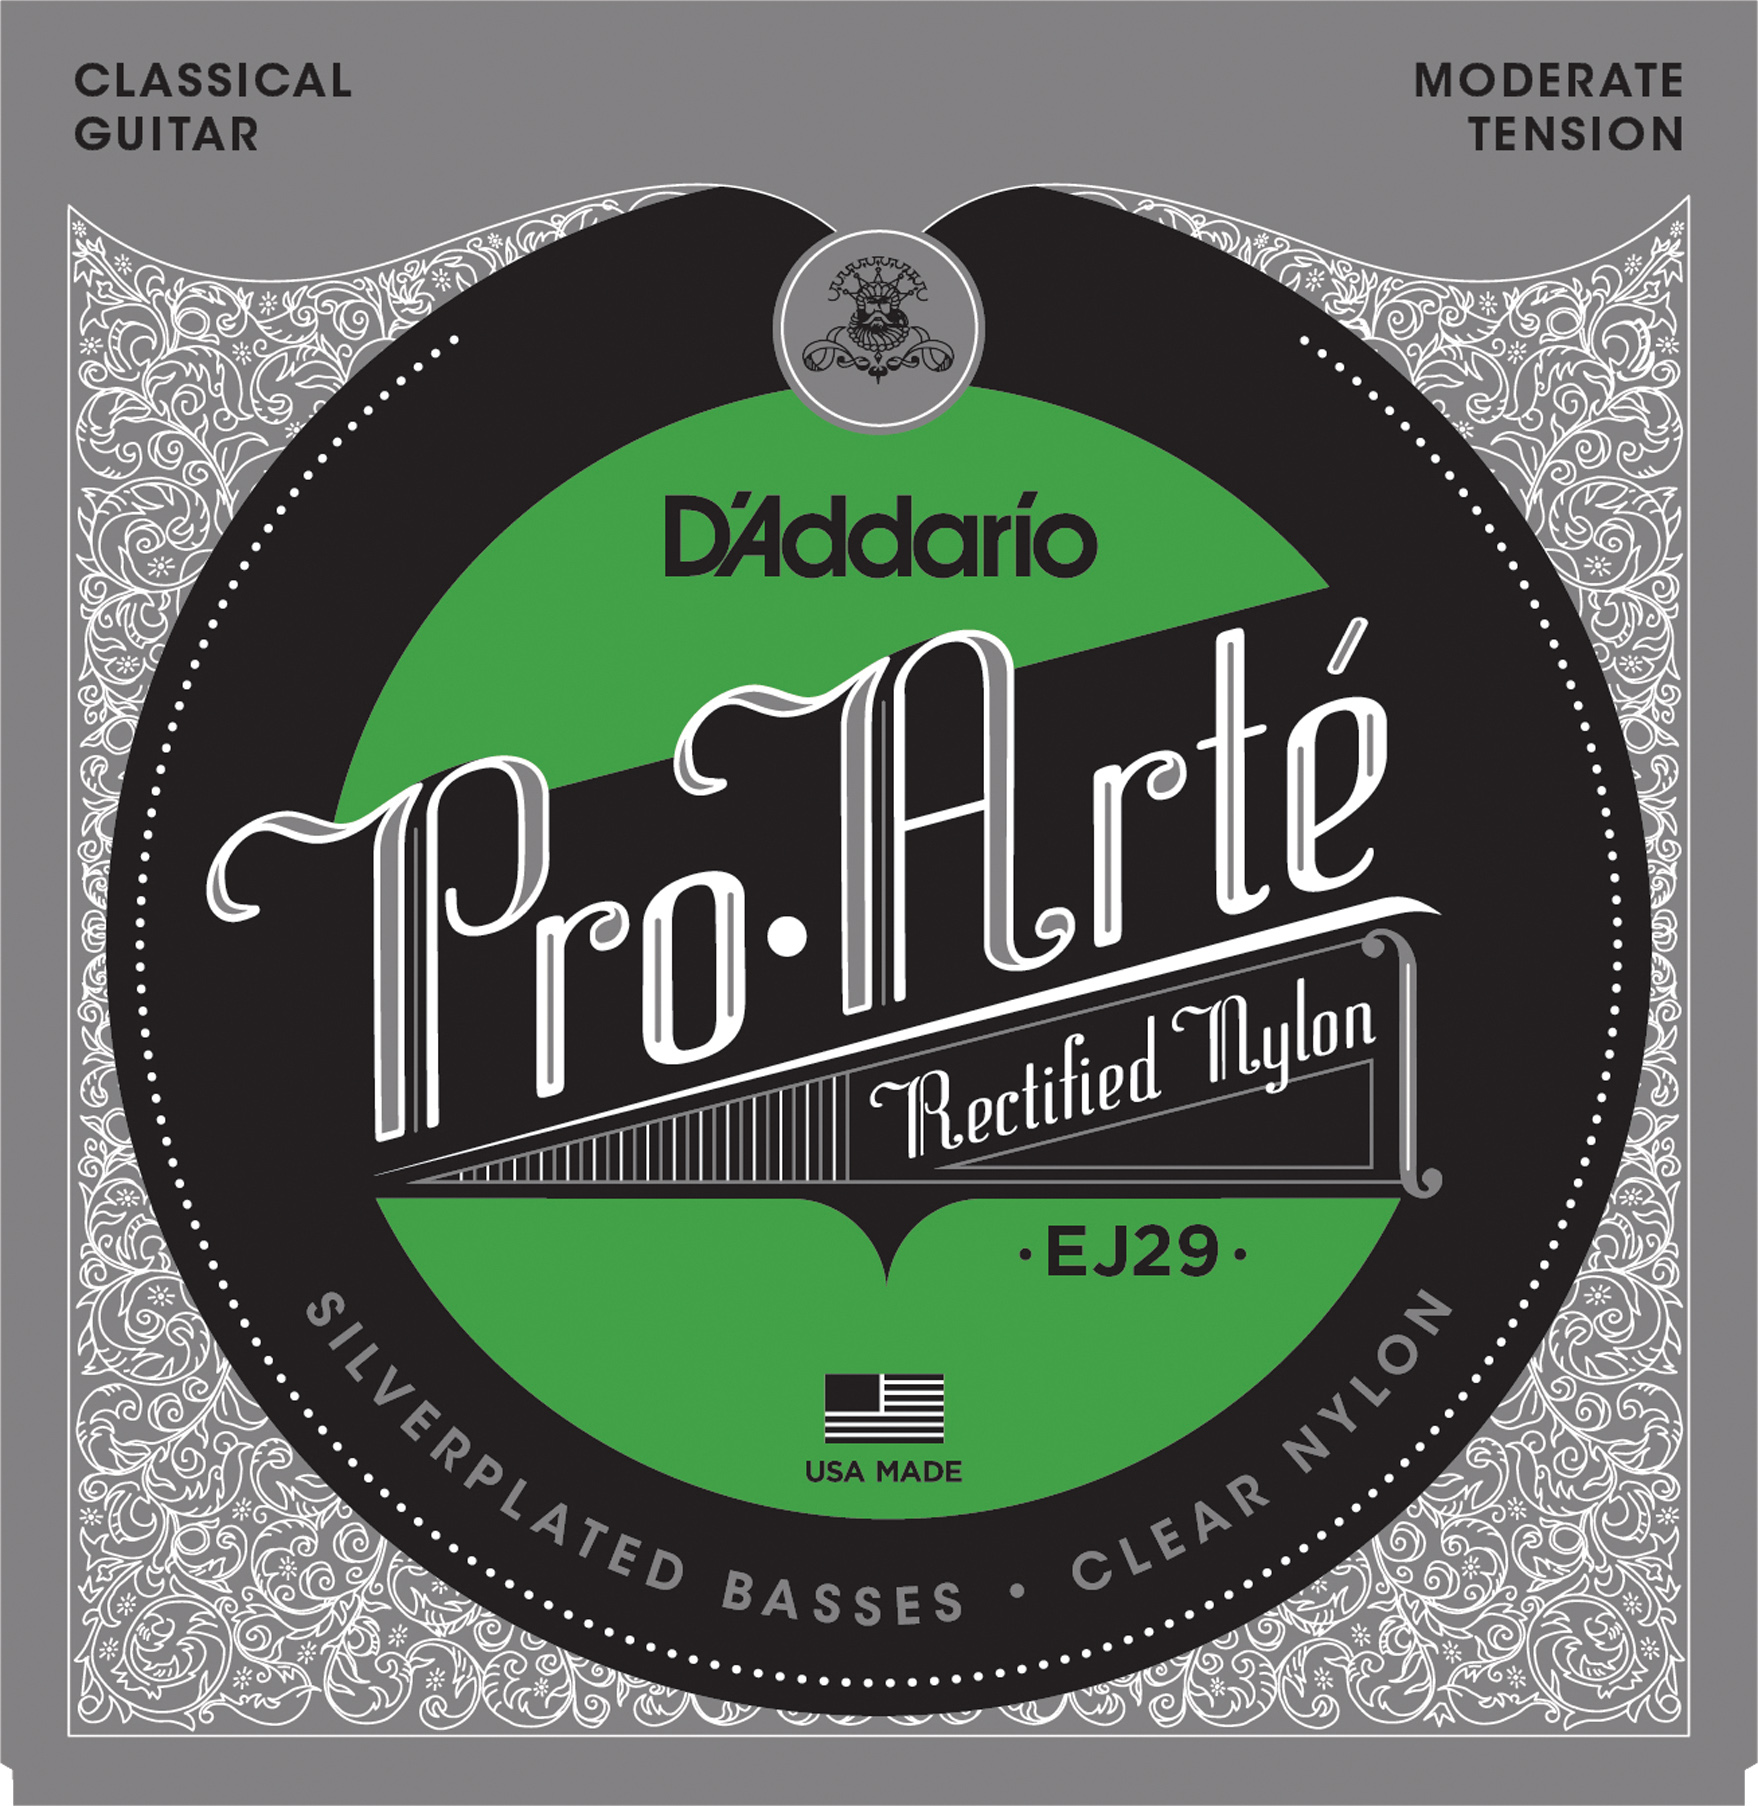 CLASSICAL
GUITAR
MODERATE
TENSION
D'Addarío
Pro·Arté
Rectified Nylon
·EJ29·
USA MADE
SILVERPLATED BASSES • CLEAR NYLON